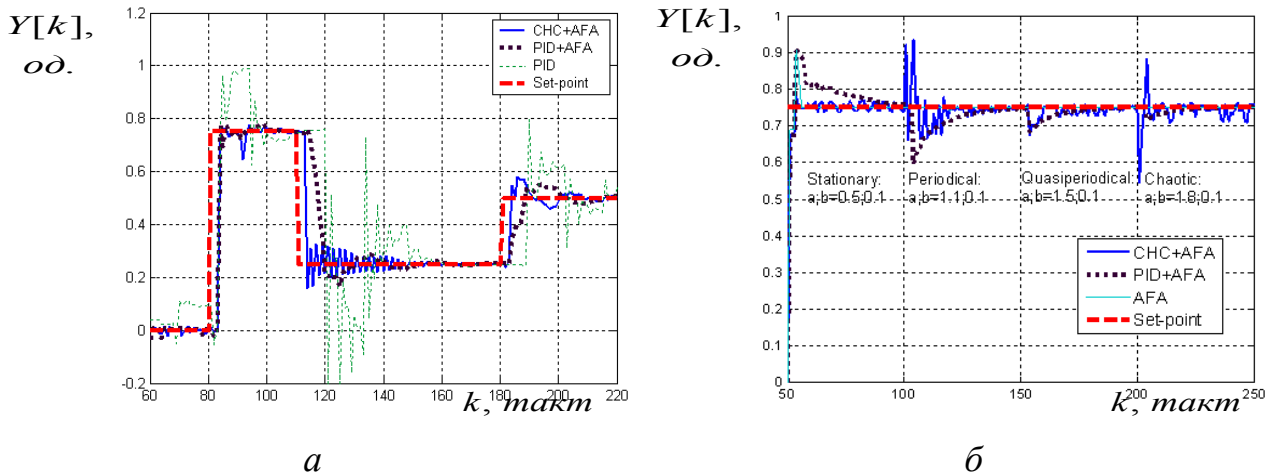 Y[k],
од.
1.2
1
0.8
0.6
0.4
0.2
0
-0.2
60 80 100 120 140 160 180 200 220
k, такт
CHC+AFA
PID+AFA
PID
Set-point
а
Y[k],
од.
1
0.9
0.8
0.7
0.6
0.5
0.4
0.3
0.2
0.1
0
50 100 150 200 250
k, такт
Stationary: Periodical: Quasiperiodical: Chaotic:
a;b=0.5;0.1 a;b=1.1;0.1 a;b=1.5;0.1 a;b=1.8;0.1
CHC+AFA
PID+AFA
AFA
Set-point
б